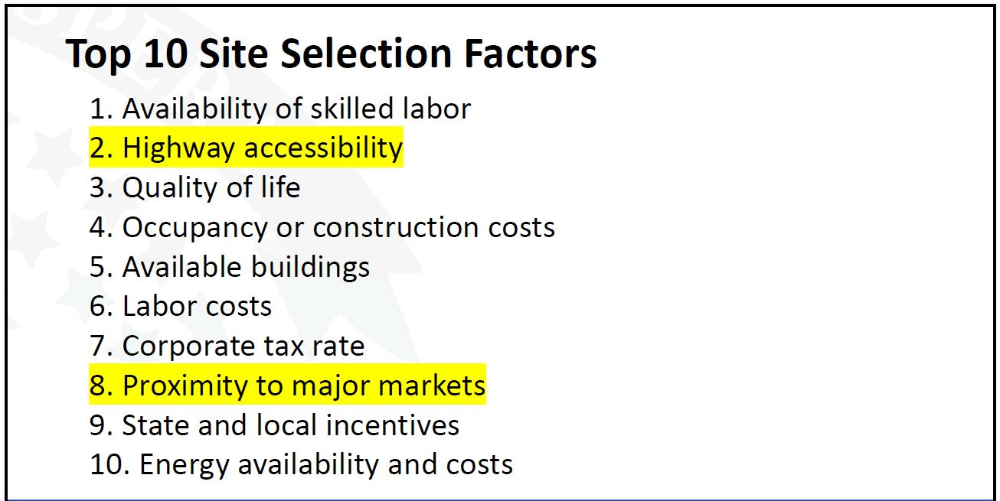 Top 10 Site Selection Factors
1. Availability of skilled labor
2. Highway accessibility
3. Quality of life
4. Occupancy or construction costs
5. Available buildings
6. Labor costs
7. Corporate tax rate
8. Proximity to major markets
9. State and local incentives
10. Energy availability and costs